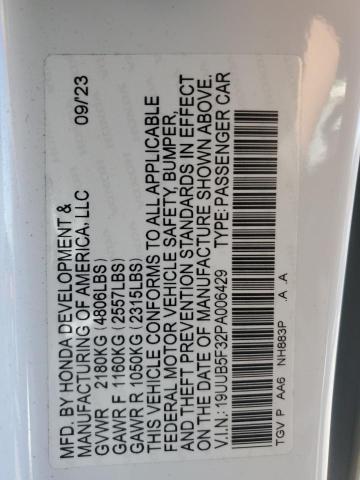 MFD. BY HONDA DEVELOPMENT &
MANUFACTURING OF AMERICA, LLC 09/23
GVWR 2180KG (4806LBS)
GAWR F 1160KG (2557LBS)
GAWR R 1050KG (2315LBS)
THIS VEHICLE CONFORMS TO ALL APPLICABLE
FEDERAL MOTOR VEHICLE SAFETY, BUMPER,
AND THEFT PREVENTION STANDARDS IN EFFECT
ON THE DATE OF MANUFACTURE SHOWN ABOVE.
V.I.N.:19UUB5F32PA006429 TYPE:PASSENGER CAR
TGV P AA6 NH883P .A .A